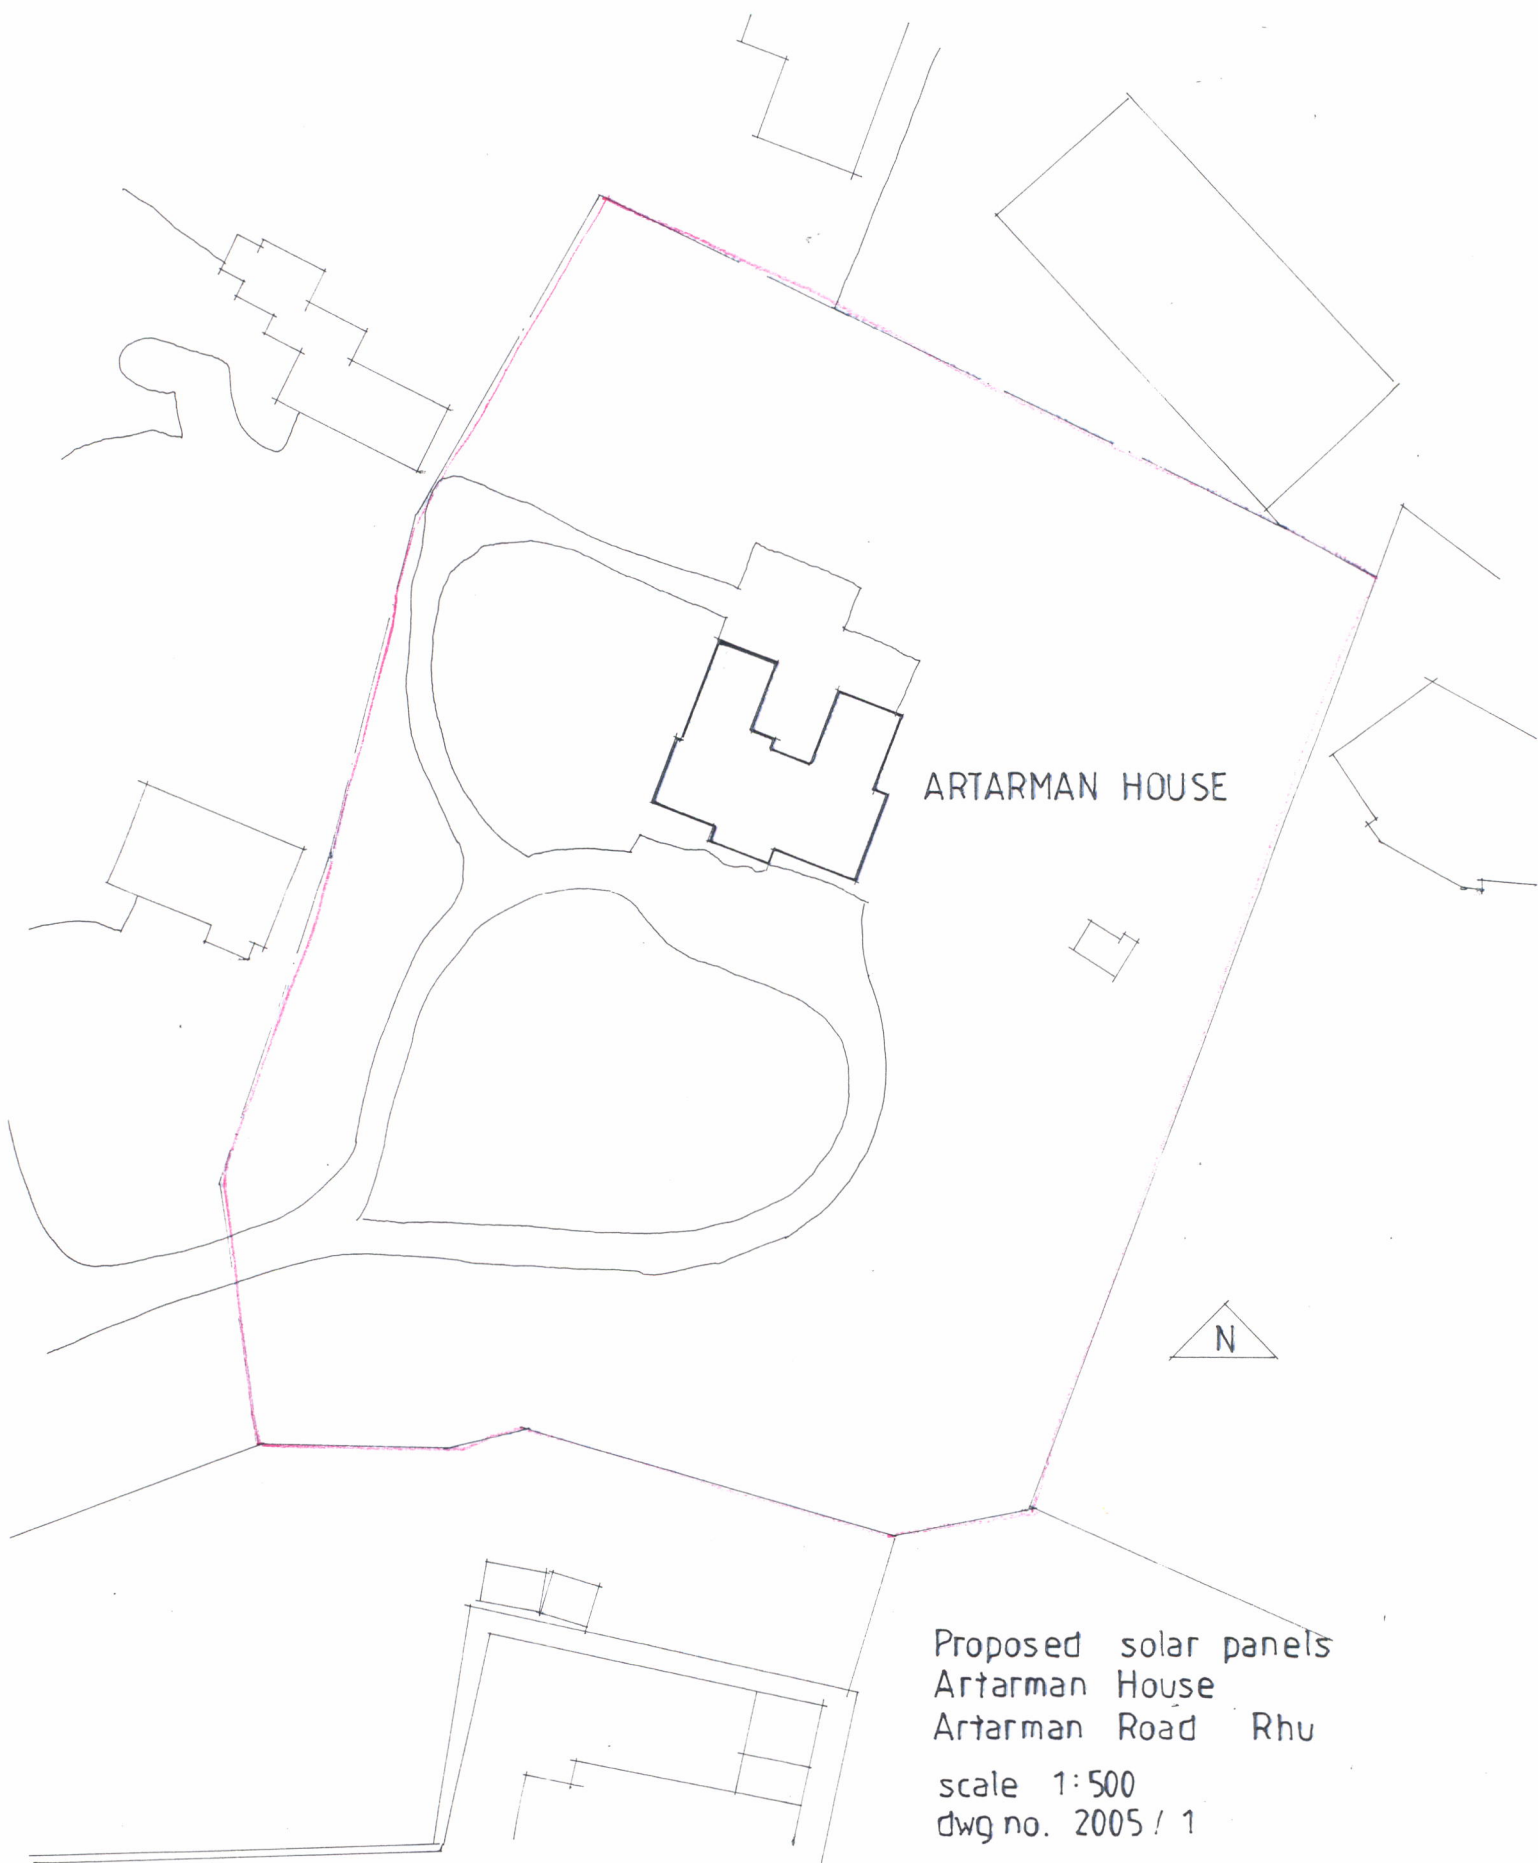 ARTARMAN HOUSE
N
Proposed solar panels
Artarman House
Artarman Road Rhu
scale 1:500
dwg no. 2005/1